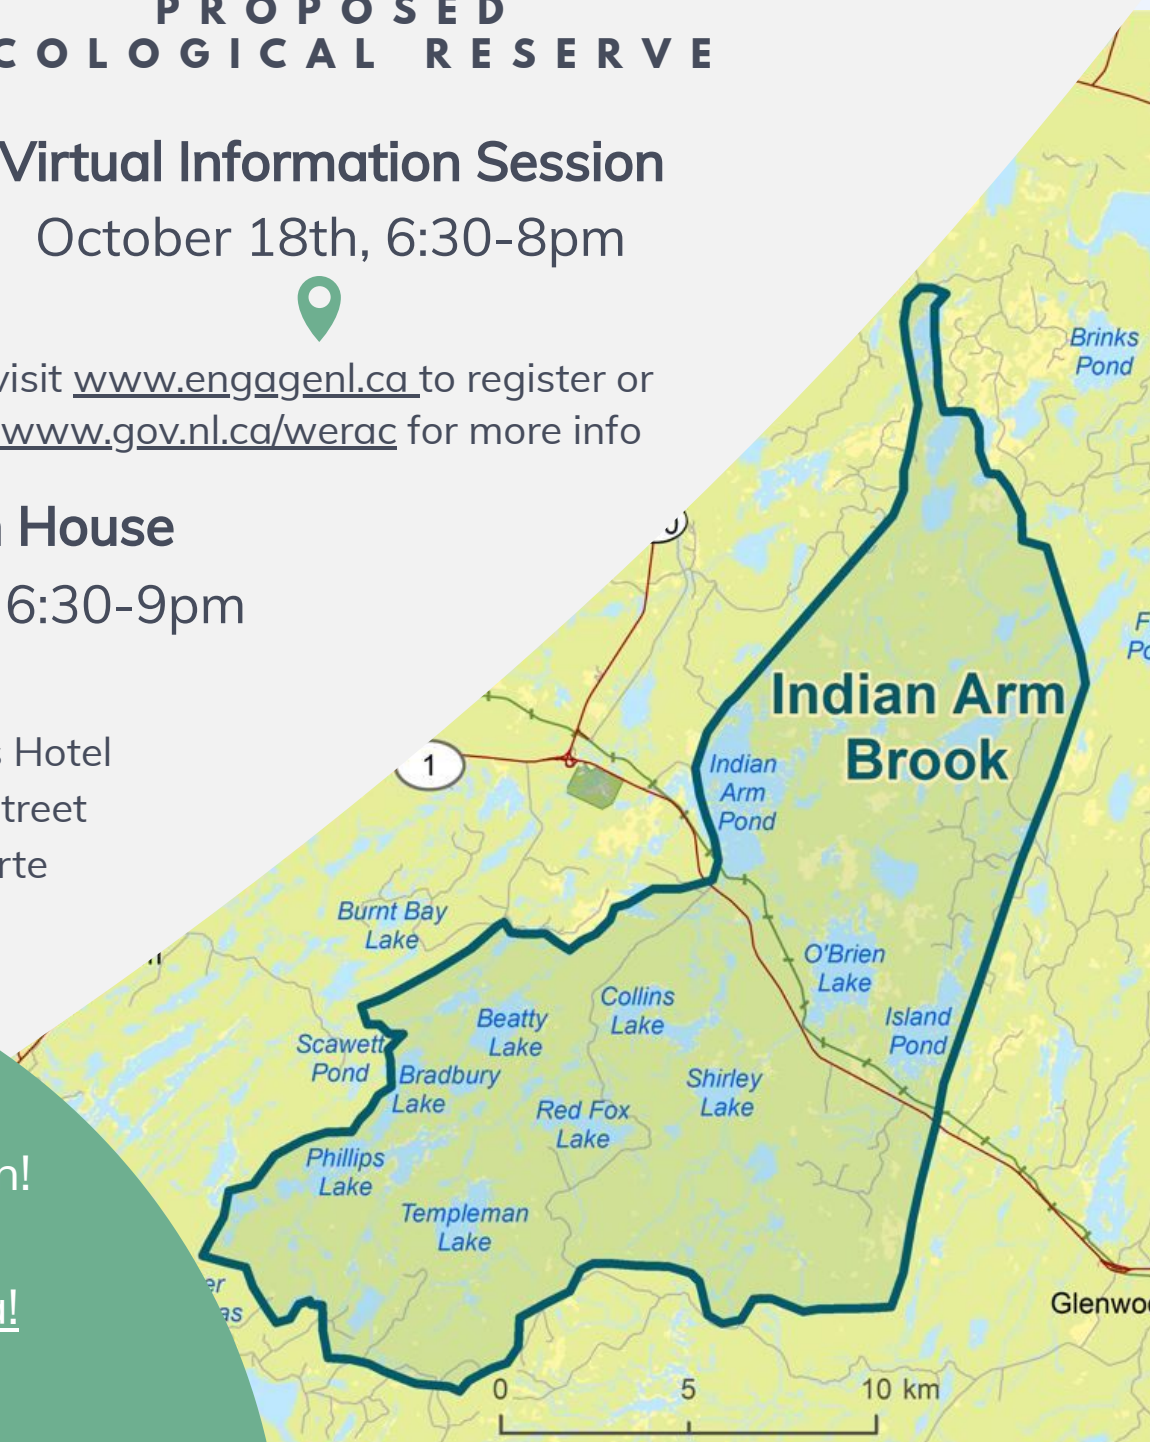 PROPOSED
COLOGICAL RESERVE
Virtual Information Session
October 18th, 6:30-8pm
visit www.engagenl.ca to register or
www.gov.nl.ca/werac for more info
House
6:30-9pm
Hotel
treet
rte
1
Brinks
Pond
Indian Arm
Brook
Indian
Arm
Pond
Burnt Bay
Lake
O'Brien
Lake
Collins
Lake
Beatty
Lake
Island
Pond
Scawett
Pond
Bradbury
Lake
Shirley
Lake
Red Fox
Lake
Phillips
Lake
Templeman
Lake
n!
er
as
!
Glenwo
0 5 10 km